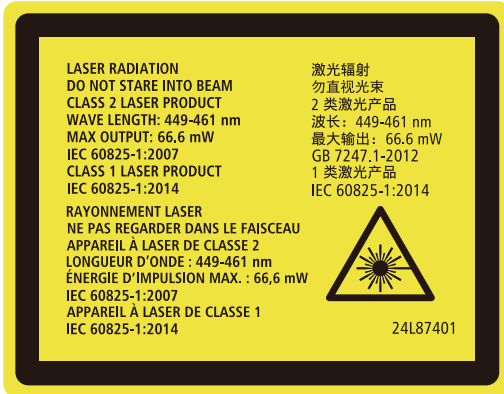 LASER RADIATION
DO NOT STARE INTO BEAM
CLASS 2 LASER PRODUCT
WAVE LENGTH: 449-461 nm
MAX OUTPUT: 66.6 mW
IEC 60825-1:2007
CLASS 1 LASER PRODUCT
IEC 60825-1:2014
RAYONNEMENT LASER
NE PAS REGARDER DANS LE FAISCEAU
APPAREIL À LASER DE CLASSE 2
LONGUEUR D'ONDE : 449-461 nm
ÉNERGIE D'IMPULSION MAX. : 66,6 mW
IEC 60825-1:2007
APPAREIL À LASER DE CLASSE 1
IEC 60825-1:2014
激光辐射
勿直视光束
2 类激光产品
波长：449-461 nm
最大输出：66.6 mW
GB 7247.1-2012
1 类激光产品
IEC 60825-1:2014
24L87401